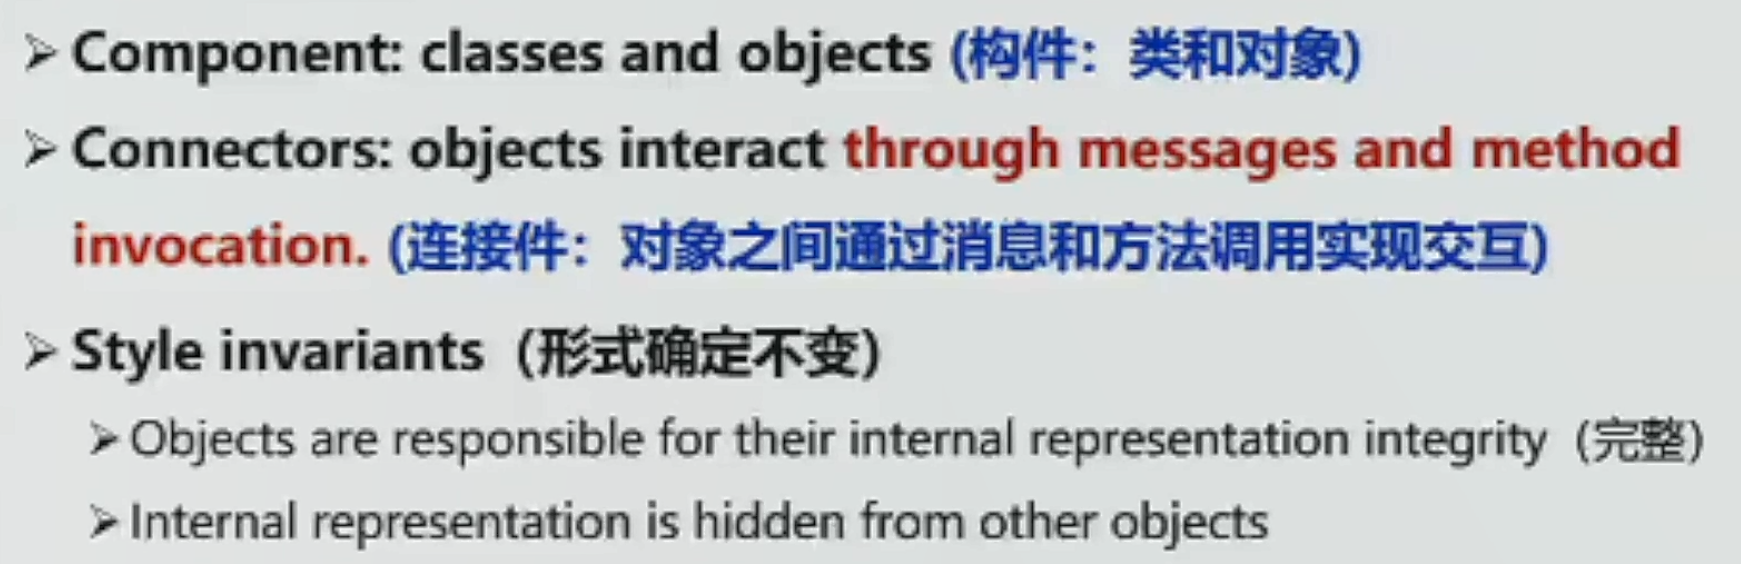 ➢ Component: classes and objects (构件：类和对象)
➢ Connectors: objects interact through messages and method
invocation. (连接件：对象之间通过消息和方法调用实现交互)
➢ Style invariants（形式确定不变）
➢ Objects are responsible for their internal representation integrity（完整）
➢ Internal representation is hidden from other objects